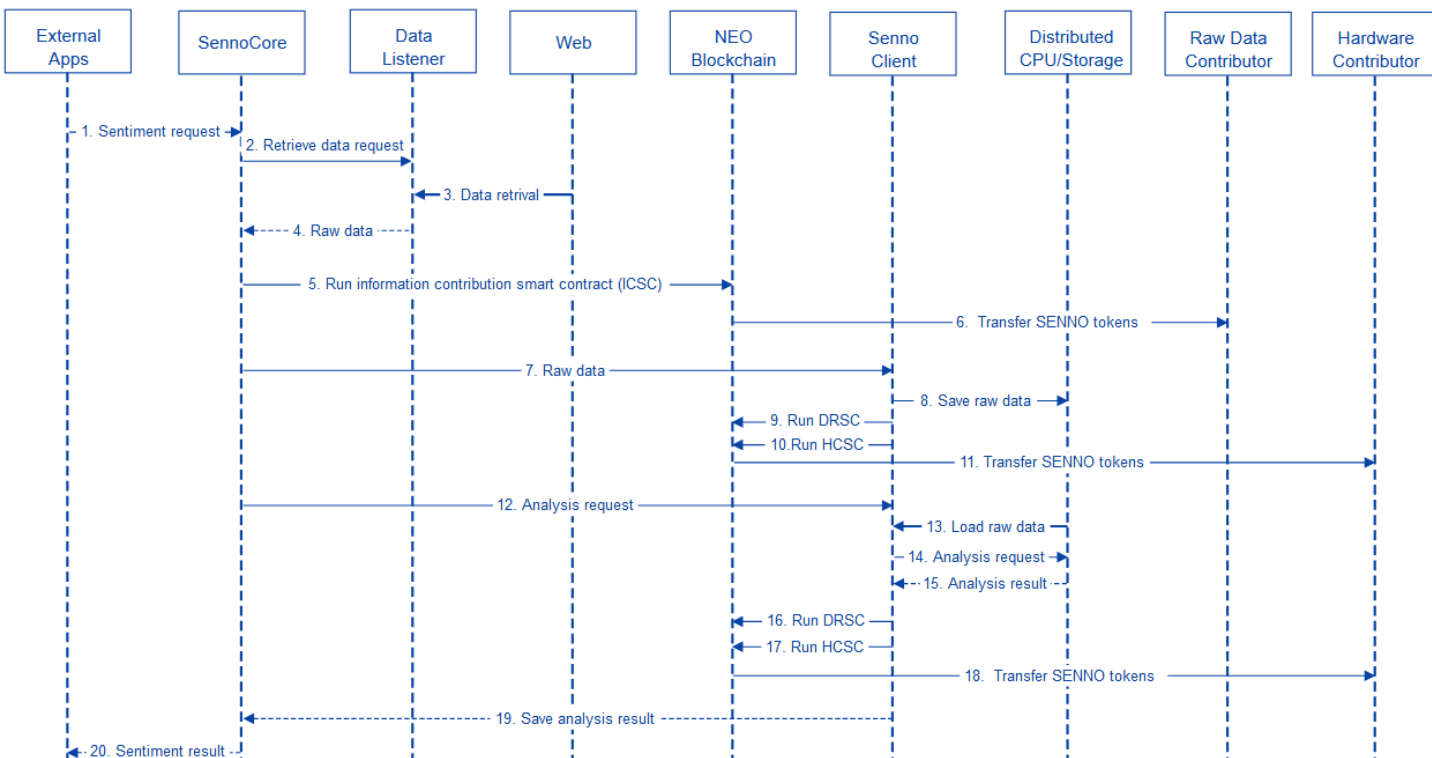 External
Apps
SennoCore
Data
Listener
Web
NEO
Blockchain
Senno
Client
Distributed
CPU/Storage
Raw Data
Contributor
Hardware
Contributor
1. Sentiment request
2. Retrieve data request
3. Data retrival
4. Raw data
5. Run information contribution smart contract (ICSC)
6. Transfer SENNO tokens
7. Raw data
8. Save raw data
9. Run DRSC
10.Run HCSC
11. Transfer SENNO tokens
12. Analysis request
13. Load raw data
14. Analysis request
15. Analysis result
16. Run DRSC
17. Run HCSC
18. Transfer SENNO tokens
19. Save analysis result
20. Sentiment result